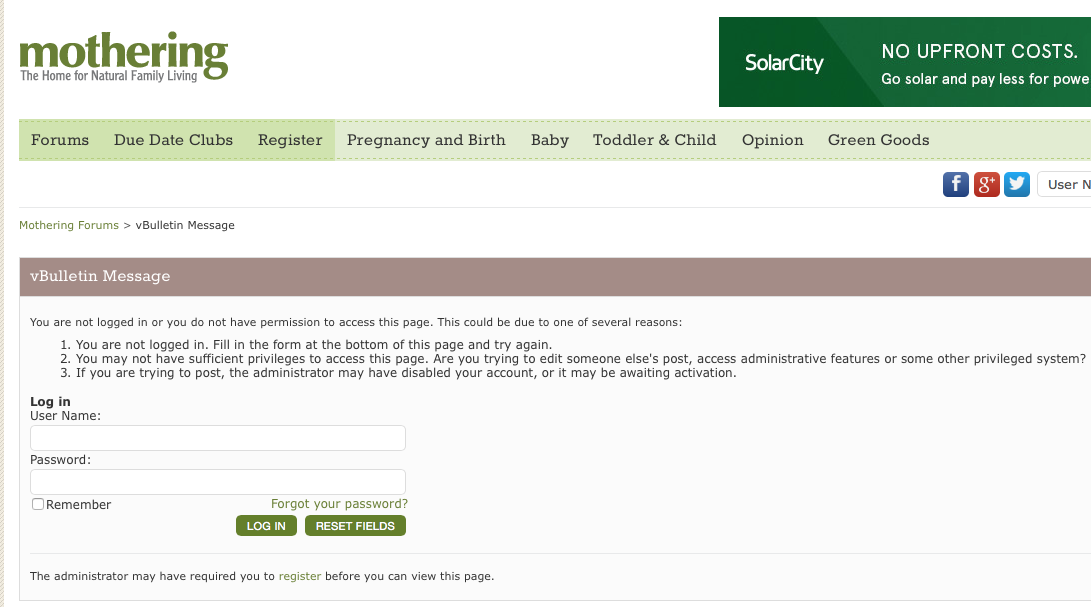 mothering
The Home for Natural Family Living
SolarCity
NO UPFRONT COSTS.
Go solar and pay less for powe
Forums Due Date Clubs Register Pregnancy and Birth Baby Toddler & Child Opinion Green Goods
f g+ User N
Mothering Forums > vBulletin Message
vBulletin Message
You are not logged in or you do not have permission to access this page. This could be due to one of several reasons:
1. You are not logged in. Fill in the form at the bottom of this page and try again.
2. You may not have sufficient privileges to access this page. Are you trying to edit someone else's post, access administrative features or some other privileged system?
3. If you are trying to post, the administrator may have disabled your account, or it may be awaiting activation.
Log in
User Name:
Password:
Remember Forgot your password?
LOG IN RESET FIELDS
The administrator may have required you to register before you can view this page.